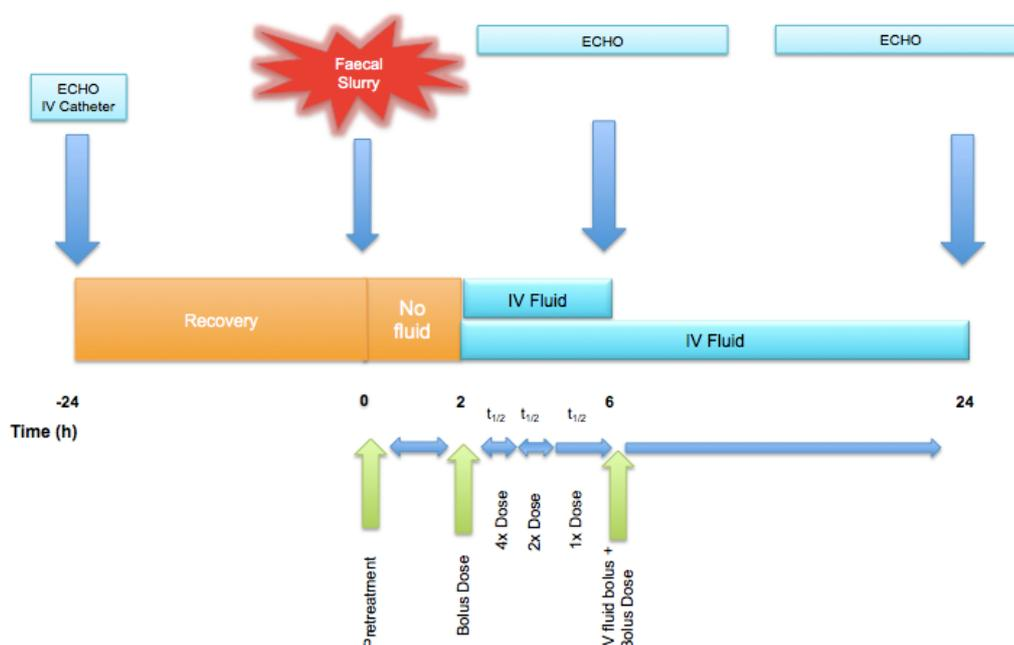 ECHO
IV Catheter
Faecal
Slurry
ECHO
ECHO
Recovery
No
fluid
IV Fluid
IV Fluid
-24
0
2
6
24
Time (h)
t1/2
t1/2
t1/2
Pretreatment
Bolus Dose
4x Dose
2x Dose
1x Dose
V fluid bolus +
Bolus Dose